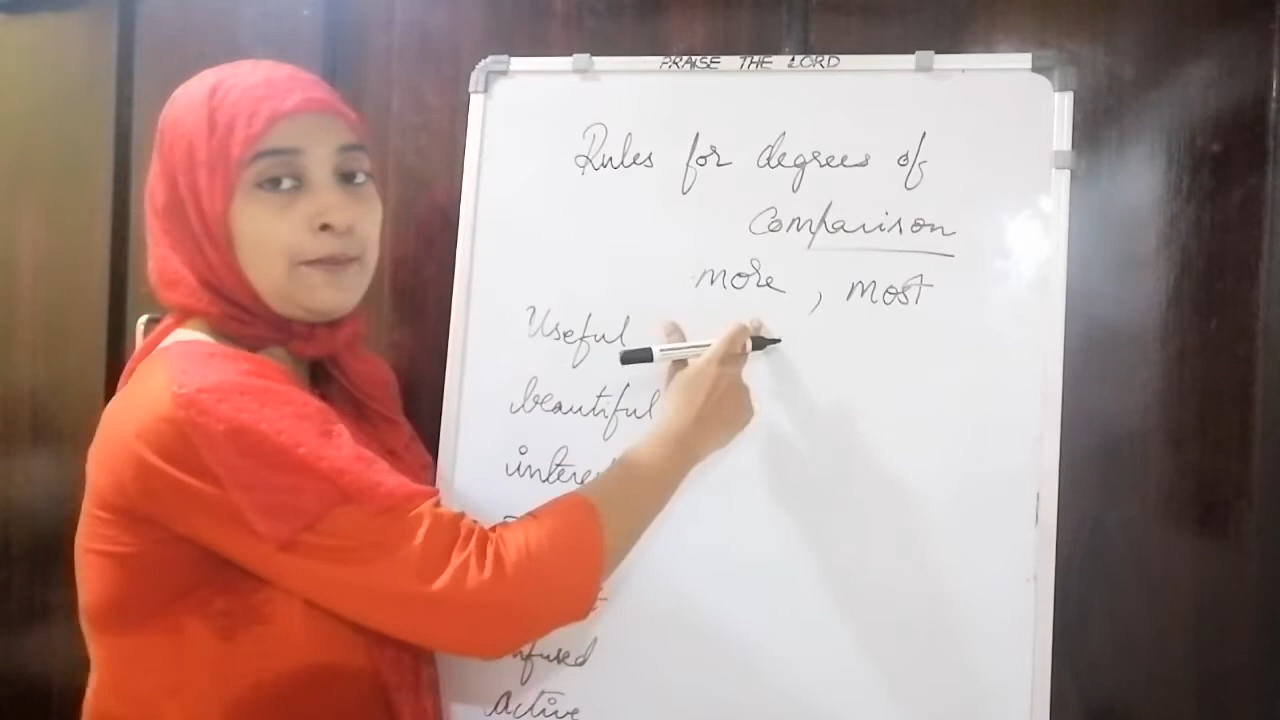 PRAISE THE LORD
Rules for degrees of
Comparison
more, most
Useful
beautiful
active